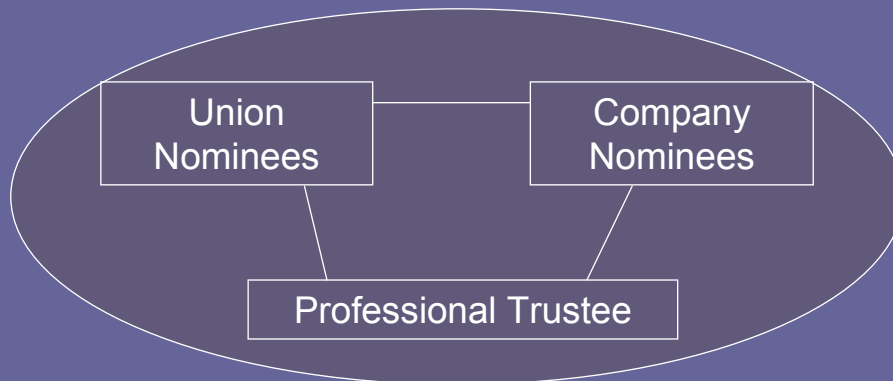 Union
Nominees
Company
Nominees
Professional Trustee